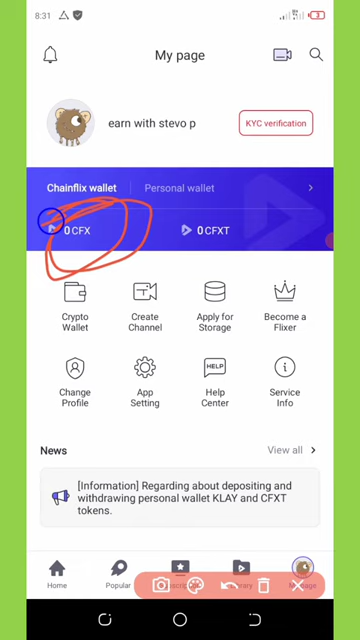 8:31
3
My page
earn with stevo p
KYC verification
Chainflix wallet
Personal wallet
0 CFX
0 CFXT
Crypto
Wallet
Create
Channel
Apply for
Storage
Become a
Flixer
Change
Profile
App
Setting
HELP
Help
Center
Service
Info
News
View all
[Information] Regarding about depositing and
withdrawing personal wallet KLAY and CFXT
tokens.
Home
Popular